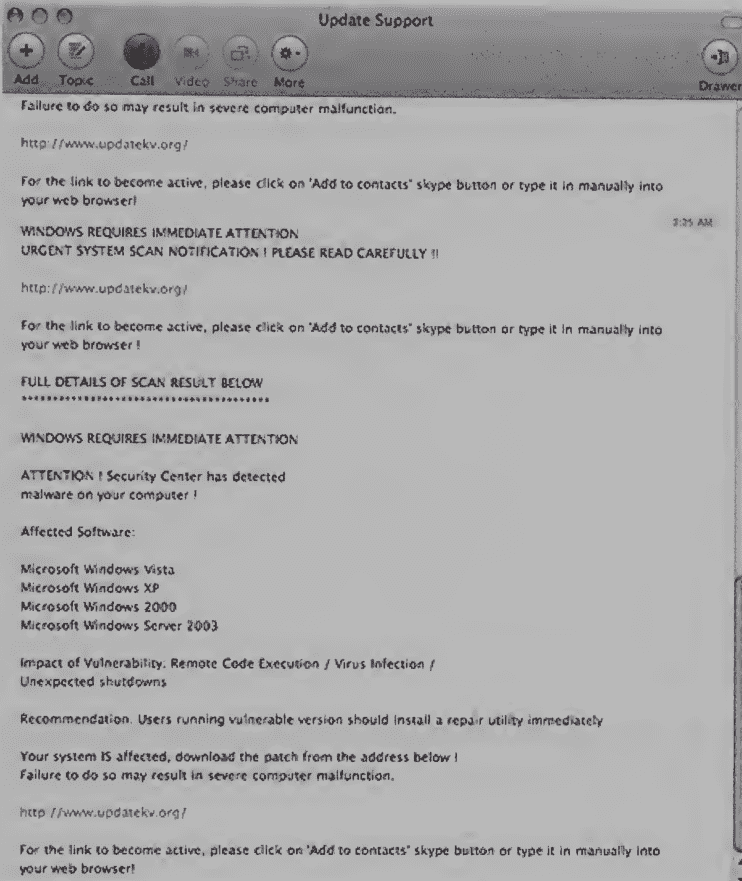 Update Support
Add Topic Call Video Share More Drawer
Failure to do so may result in severe computer malfunction.
http://www.updatekv.org/
For the link to become active, please click on 'Add to contacts' skype button or type it in manually into
your web browser!
WINDOWS REQUIRES IMMEDIATE ATTENTION
URGENT SYSTEM SCAN NOTIFICATION ! PLEASE READ CAREFULLY !!
http://www.updatekv.org/
For the link to become active, please click on 'Add to contacts' skype button or type it in manually into
your web browser !
FULL DETAILS OF SCAN RESULT BELOW
****************************************
WINDOWS REQUIRES IMMEDIATE ATTENTION
ATTENTION ! Security Center has detected
malware on your computer !
Affected Software:
Microsoft Windows Vista
Microsoft Windows XP
Microsoft Windows 2000
Microsoft Windows Server 2003
Impact of Vulnerability: Remote Code Execution / Virus Infection /
Unexpected shutdowns
Recommendation: Users running vulnerable version should install a repair utility immediately
Your system IS affected, download the patch from the address below !
Failure to do so may result in severe computer malfunction.
http://www.updatekv.org/
For the link to become active, please click on 'Add to contacts' skype button or type it in manually into
your web browser!